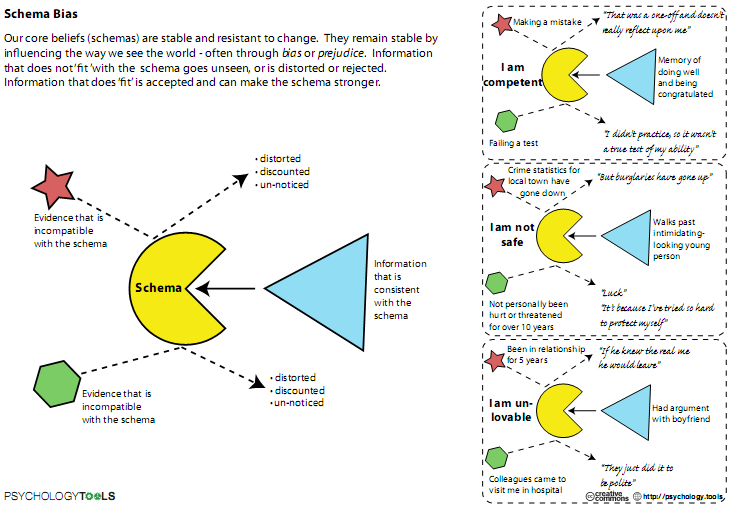 Schema Bias
Our core beliefs (schemas) are stable and resistant to change. They remain stable by
influencing the way we see the world - often through bias or prejudice. Information
that does not 'fit' with the schema goes unseen, or is distorted or rejected.
Information that does 'fit' is accepted and can make the schema stronger.
• distorted
• discounted
• un-noticed
Evidence that is
incompatible
with the schema
Schema
Information
that is
consistent
with the
schema
Evidence that is
incompatible
with the schema
• distorted
• discounted
• un-noticed
PSYCHOLOGYTOOLS
Making a mistake
"That was a one-off and doesn't
really reflect upon me"
I am
competent
Memory of
doing well
and being
congratulated
Failing a test
"I didn't practice, so it wasn't
a true test of my ability"
Crime statistics for
local town have
gone down
"But burglaries have gone up"
I am not
safe
Walks past
intimidating-
looking young
person
Not personally been
hurt or threatened
for over 10 years
"Luck"
"It's because I've tried so hard
to protect myself"
Been in relationship
for 5 years
"If he knew the real me
he would leave"
I am un-
lovable
Had argument
with boyfriend
Colleagues came to
visit me in hospital
"They just did it to
be polite"
cc creative
commons
http://psychology.tools